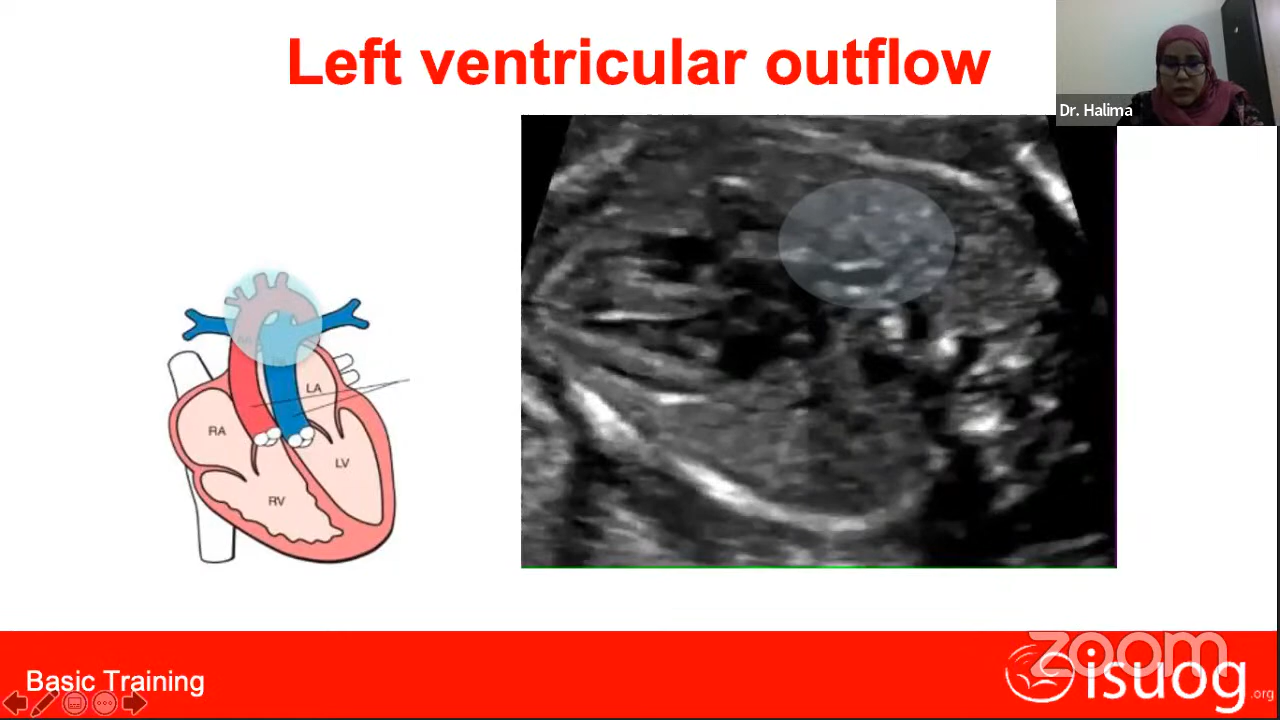 Left ventricular outflow
Dr. Halima
LA
RA
LV
RV
Basic Training
zoom
isuog.org